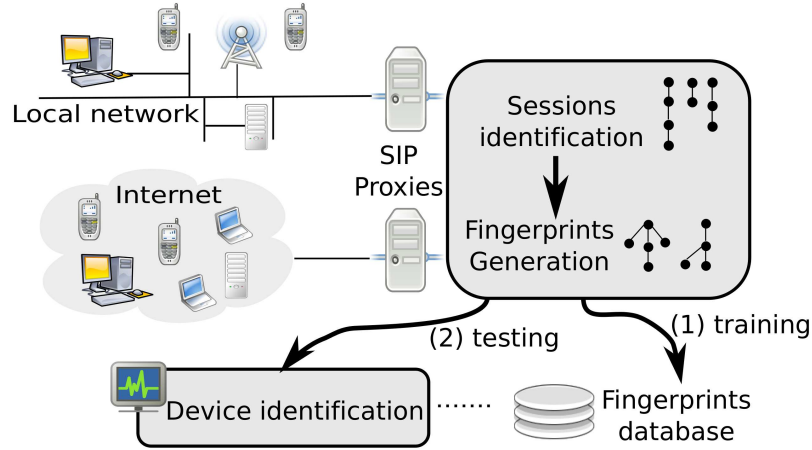 Local network
SIP
Proxies
Sessions
identification
Internet
Fingerprints
Generation
(2) testing
(1) training
Device identification
Fingerprints
database